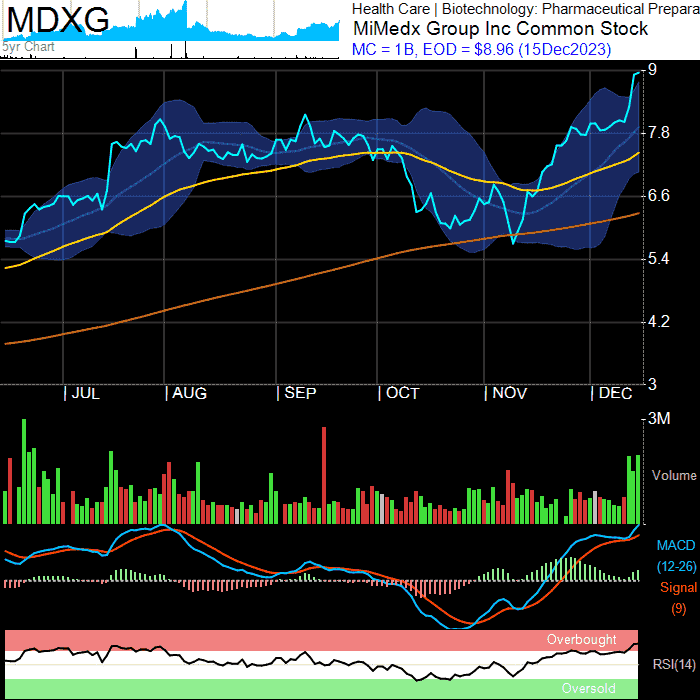 MDXG
5yr Chart
Health Care | Biotechnology: Pharmaceutical Prepara
MiMedx Group Inc Common Stock
MC = 1B, EOD = $8.96 (15Dec2023)
9
7.8
6.6
5.4
4.2
3
| JUL | AUG | SEP | OCT | NOV | DEC
3M
Volume
MACD
(12-26)
Signal
(9)
Overbought
RSI(14)
Oversold